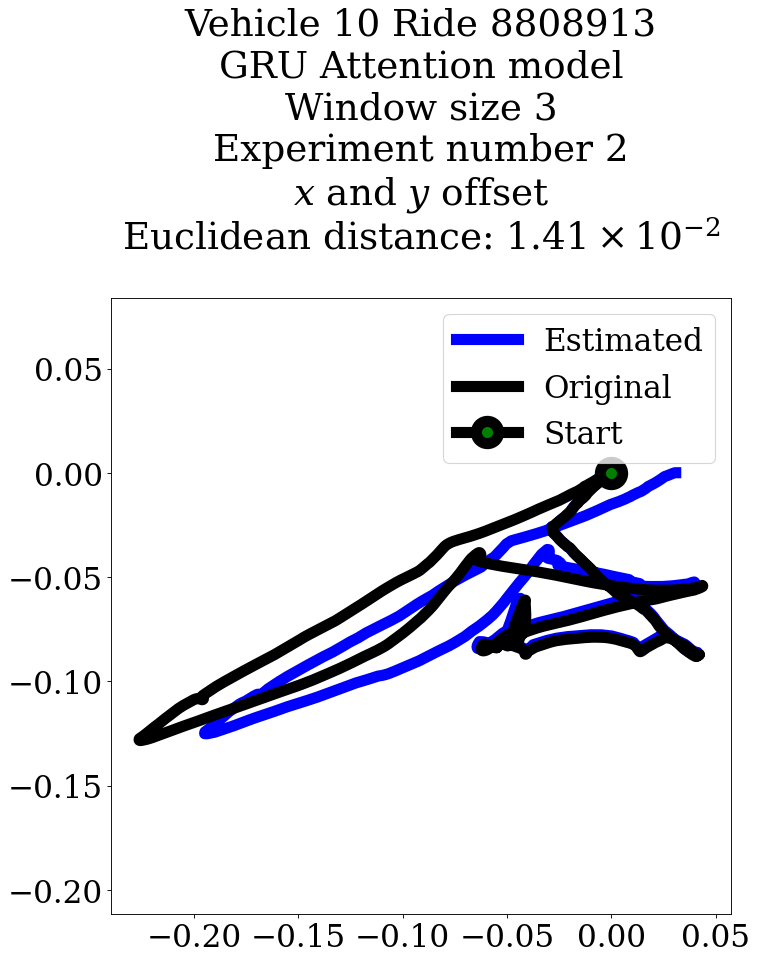 Vehicle 10 Ride 8808913
GRU Attention model
Window size 3
Experiment number 2
x and y offset
Euclidean distance: 1.41 × 10⁻²
Estimated
Original
Start
0.05
0.00
−0.05
−0.10
−0.15
−0.20
−0.20 −0.15 −0.10 −0.05 0.00 0.05